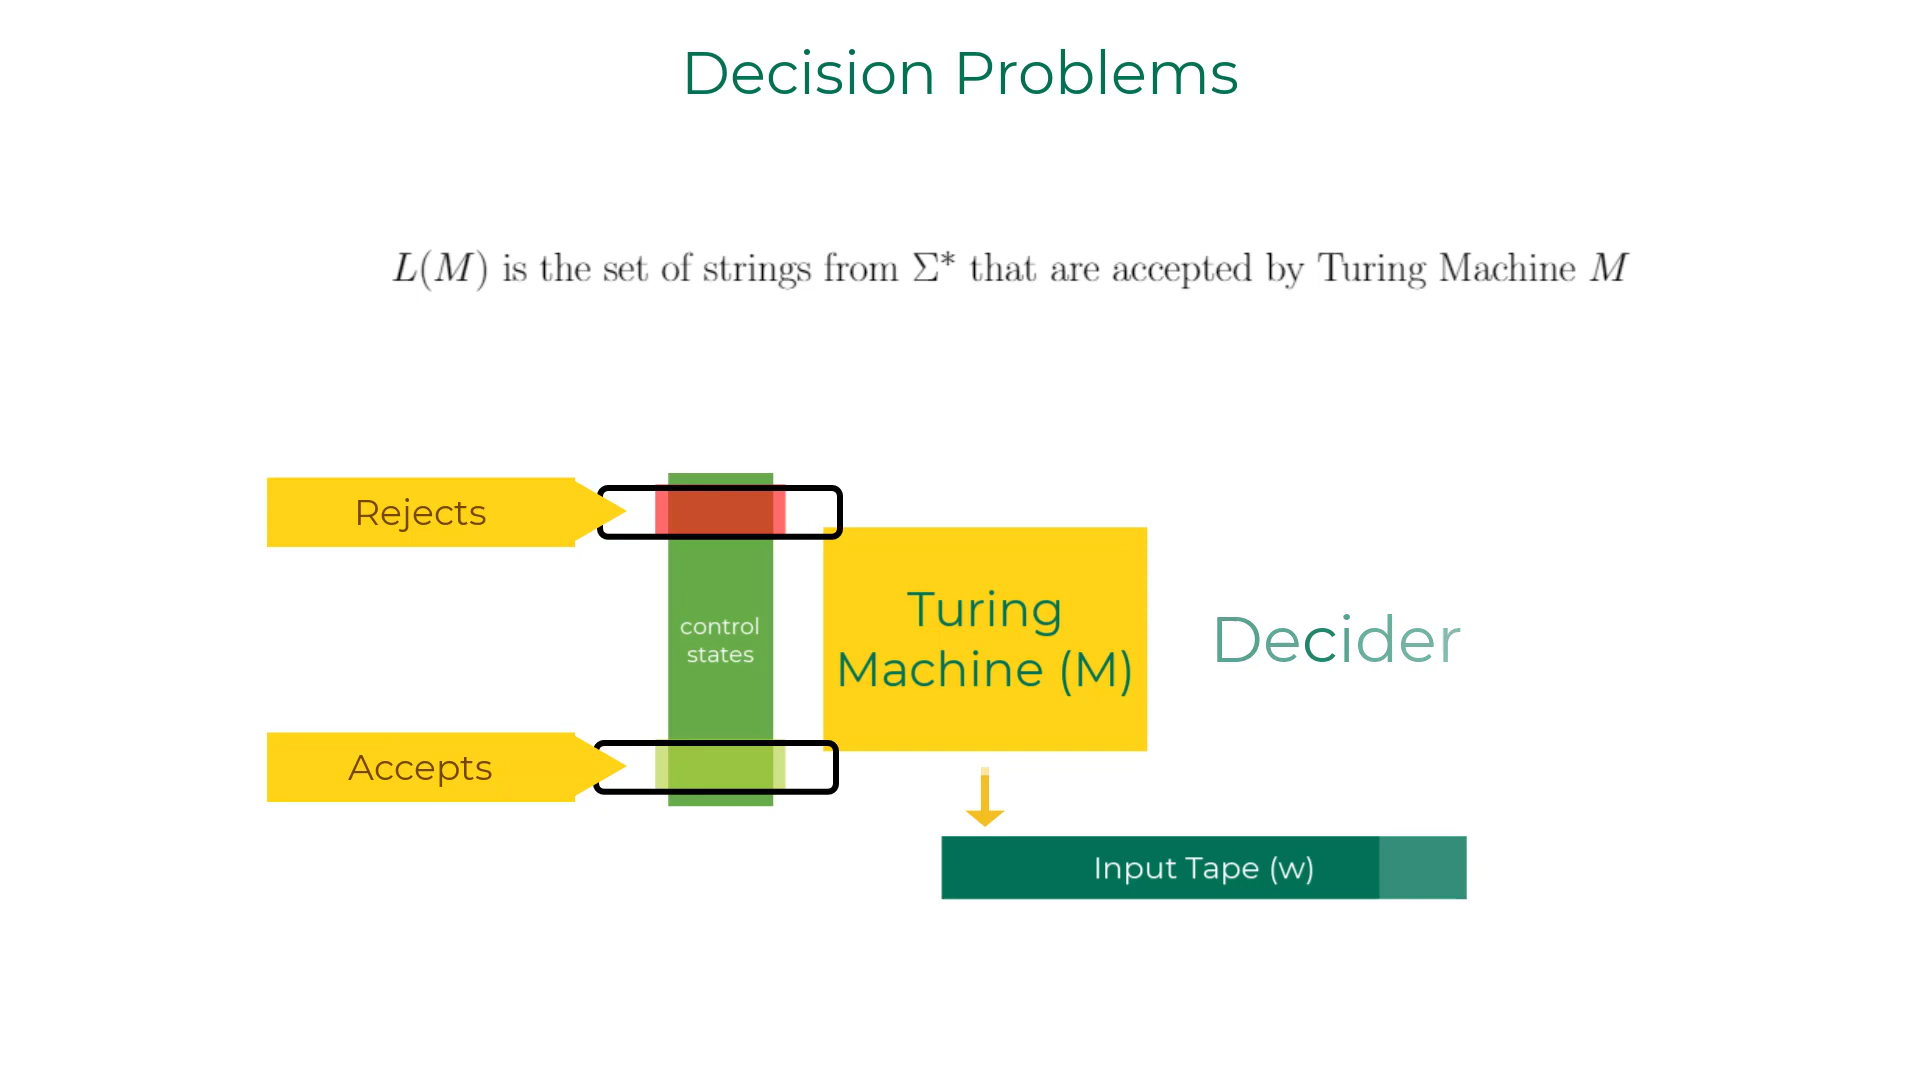 Decision Problems
L(M) is the set of strings from Σ* that are accepted by Turing Machine M
Rejects
control
states
Turing
Machine (M)
Decider
Accepts
Input Tape (w)